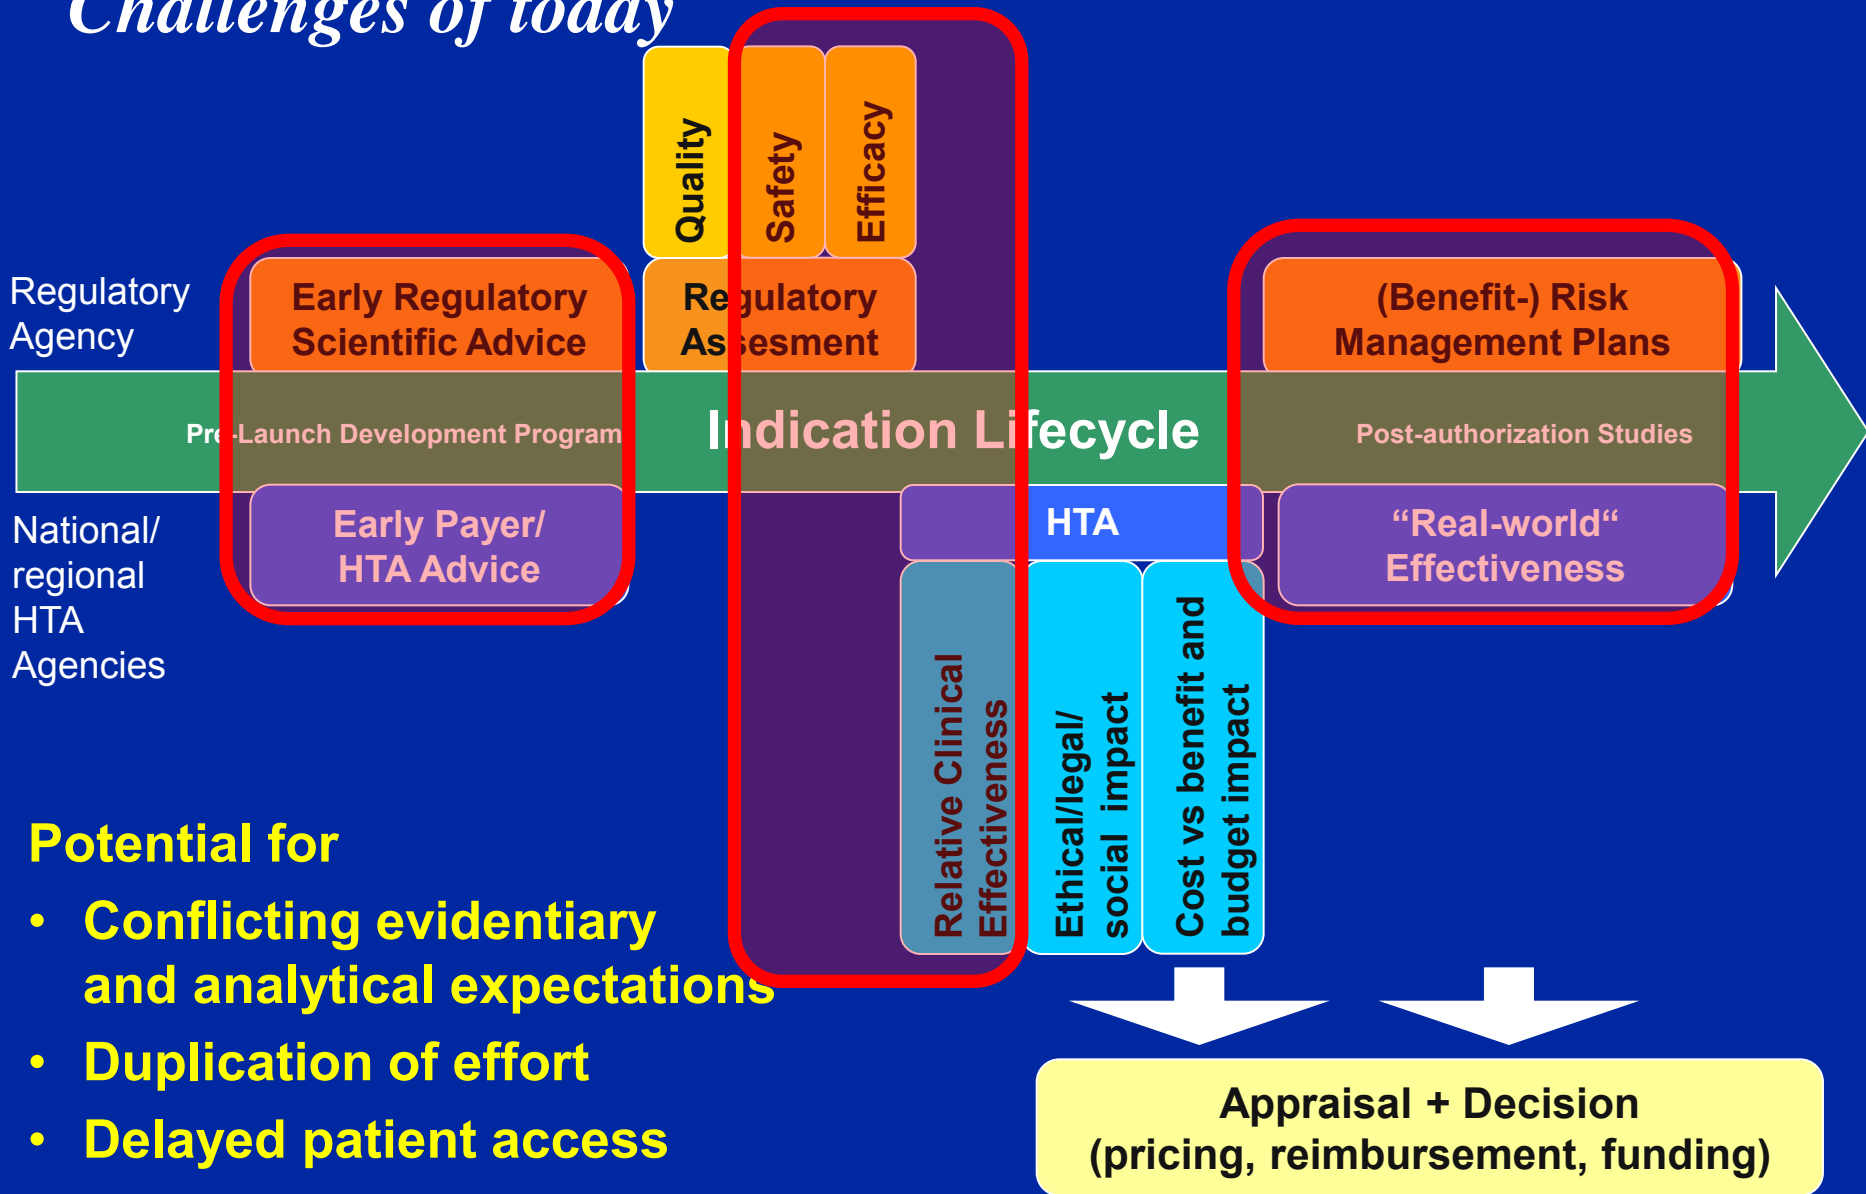 Challenges of today
Quality
Safety
Efficacy
Regulatory
Agency
Early Regulatory
Scientific Advice
Regulatory
Assesment
(Benefit-) Risk
Management Plans
Pre-Launch Development Program
Indication Lifecycle
Post-authorization Studies
National/
regional
HTA
Agencies
Early Payer/
HTA Advice
HTA
“Real-world“
Effectiveness
Relative Clinical
Effectiveness
Ethical/legal/
social impact
Cost vs benefit and
budget impact
Potential for
• Conflicting evidentiary
and analytical expectations
• Duplication of effort
• Delayed patient access
Appraisal + Decision
(pricing, reimbursement, funding)